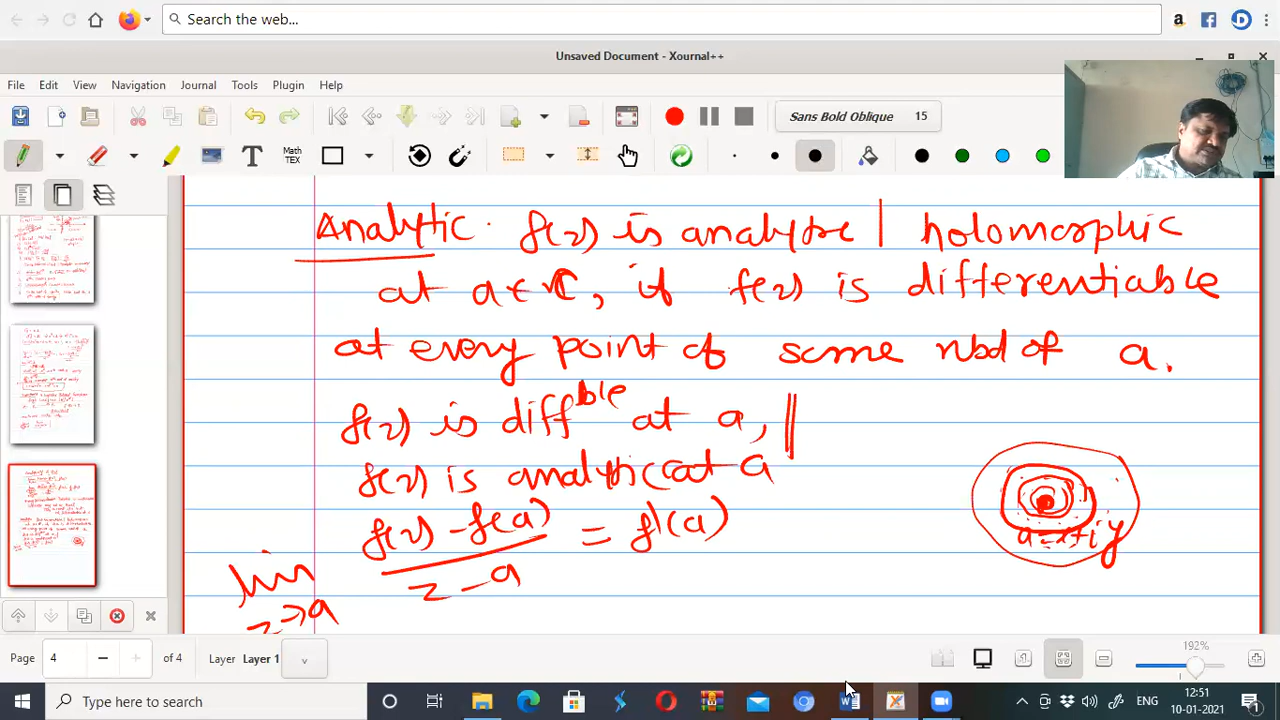 Search the web...
Unsaved Document - Xournal++
File Edit View Navigation Journal Tools Plugin Help
Sans Bold Oblique 15
Math TEX
Analytic. f(z) is analytic | holomorphic
at a ∈ ℂ, if f(z) is differentiable
at every point of some nbd of a.
f(z) is diff ble at a, ||
f(z) is analytic at a
lim z→a f(z) - f(a) / z - a = f'(a)
a = x + iy
Page 4 of 4 Layer Layer 1
192%
Type here to search
ENG
12:51
10-01-2021